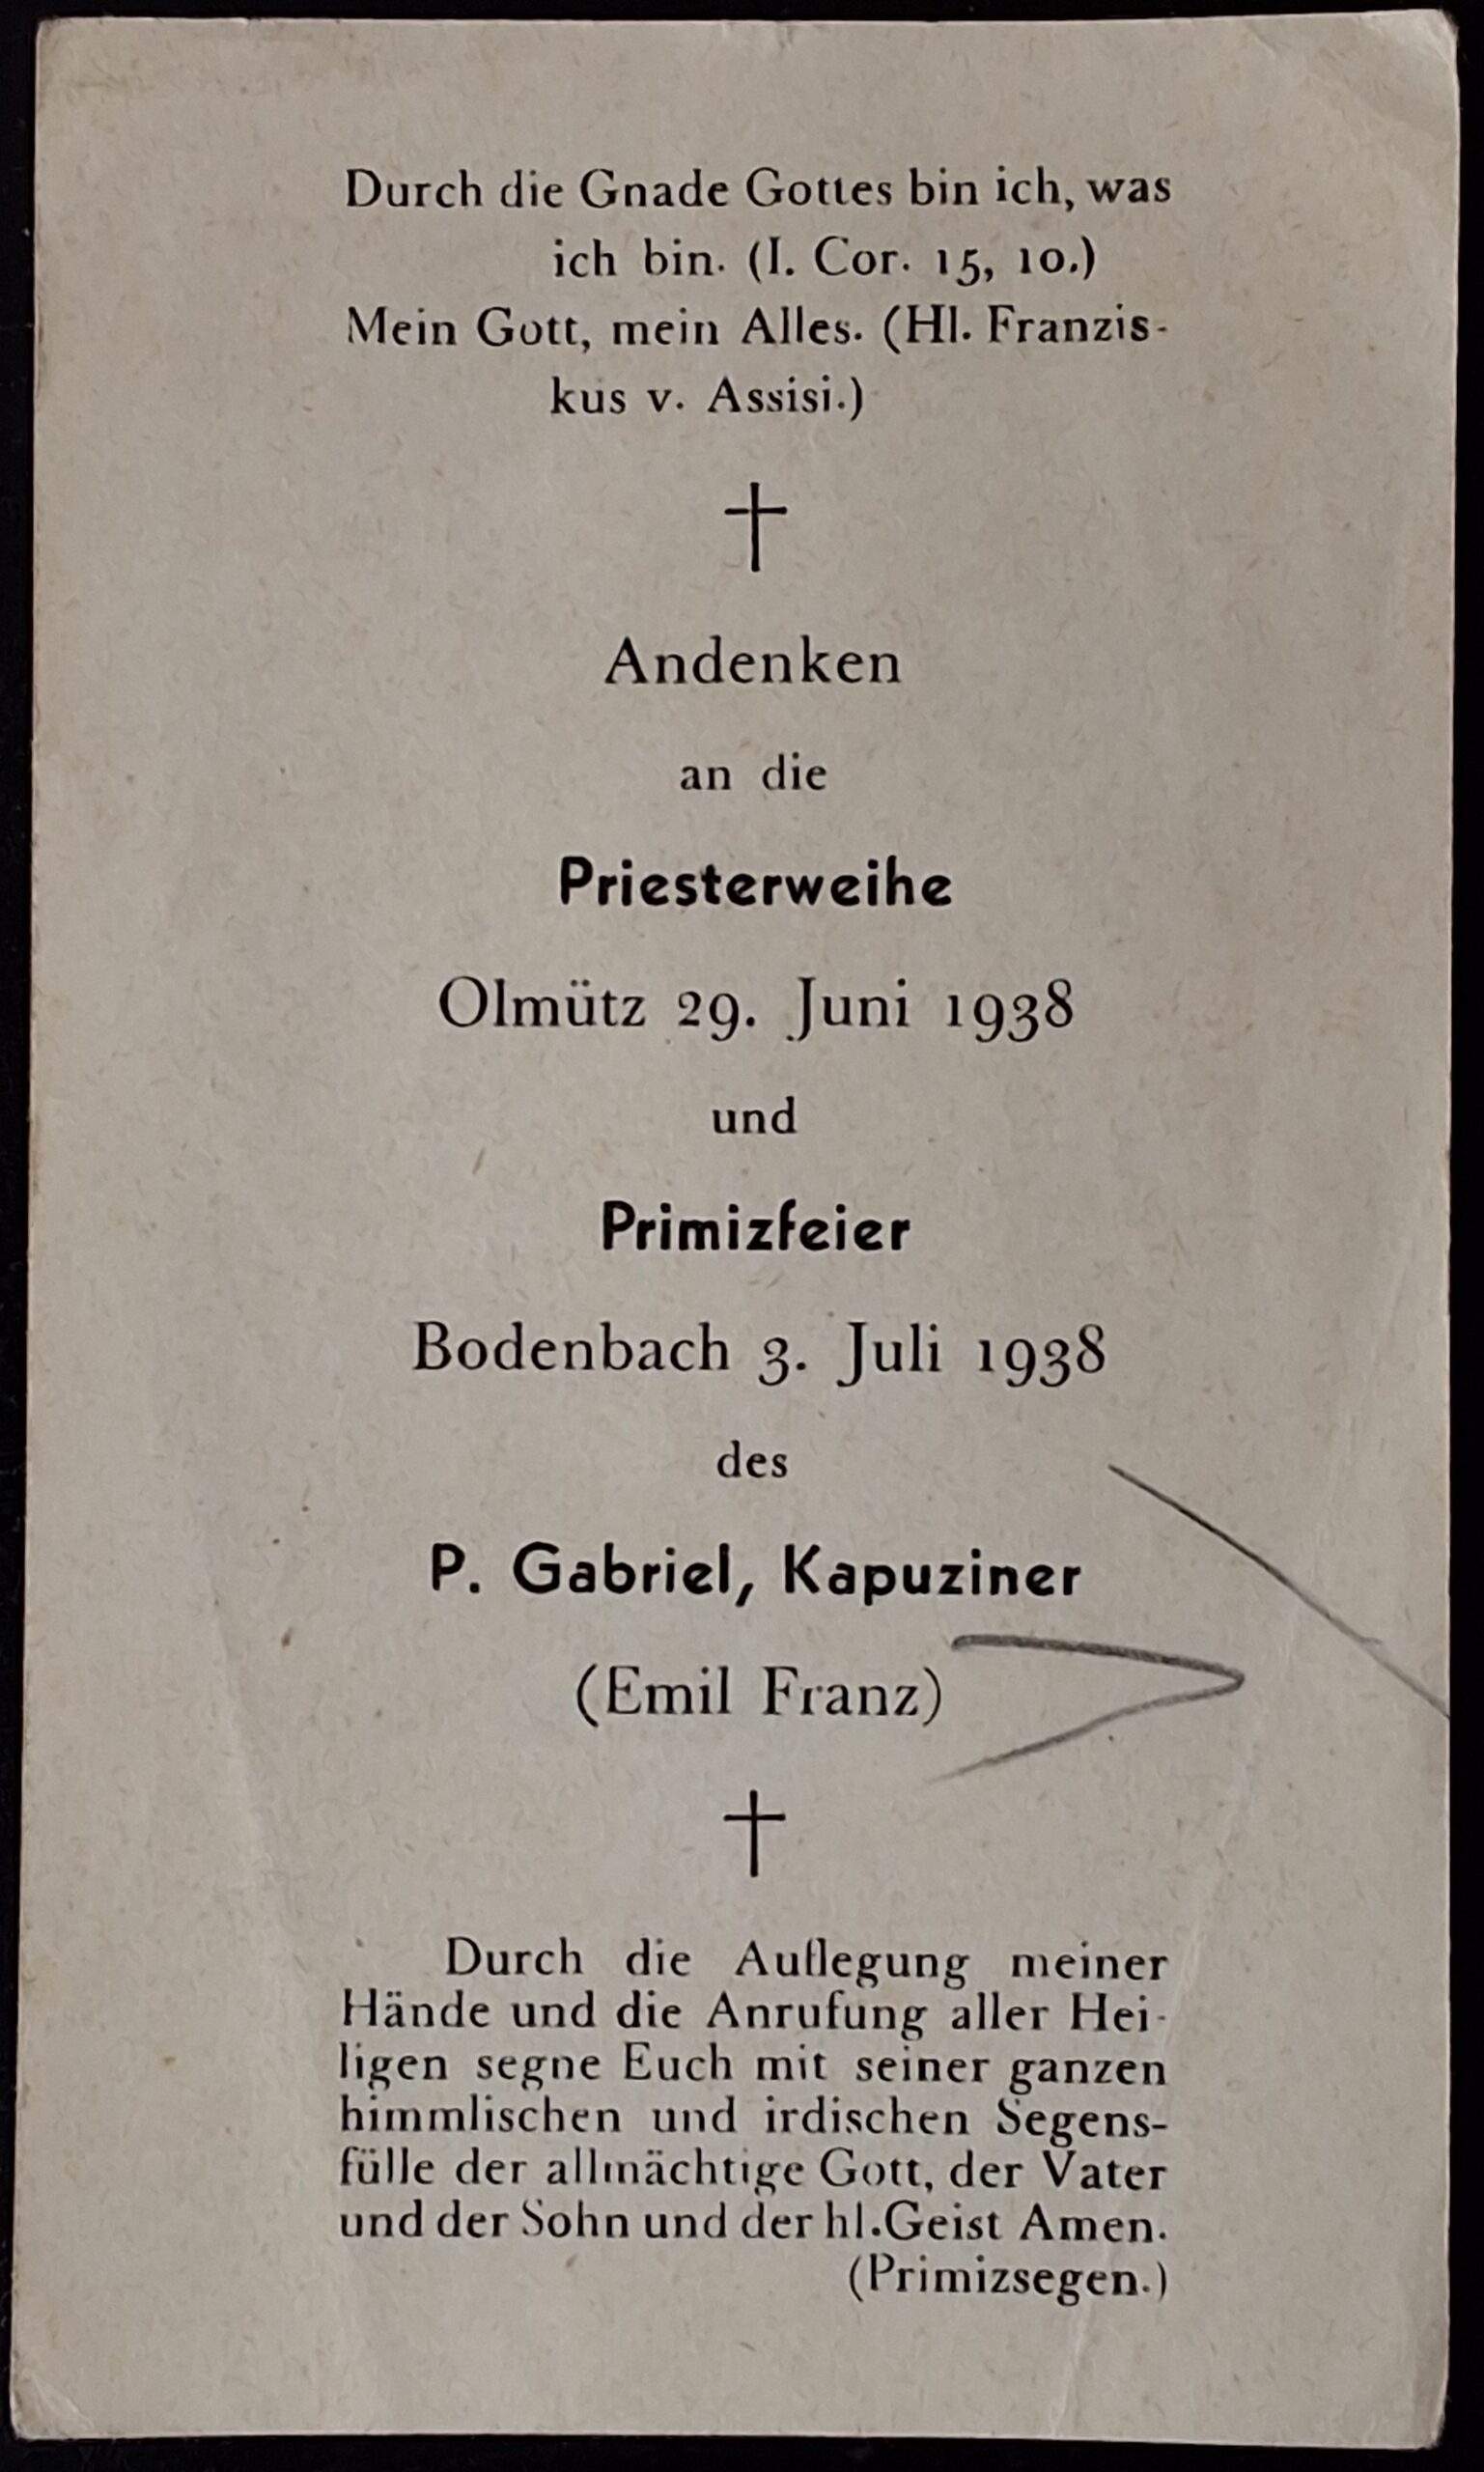 Durch die Gnade Gottes bin ich, was
ich bin. (I. Cor. 15, 10.)
Mein Gott, mein Alles. (Hl. Franzis-
kus v. Assisi.)
Andenken
an die
Priesterweihe
Olmütz 29. Juni 1938
und
Primizfeier
Bodenbach 3. Juli 1938
des
P. Gabriel, Kapuziner
(Emil Franz)
Durch die Auflegung meiner
Hände und die Anrufung aller Hei-
ligen segne Euch mit seiner ganzen
himmlischen und irdischen Segens-
fülle der allmächtige Gott, der Vater
und der Sohn und der hl.Geist Amen.
(Primizsegen.)